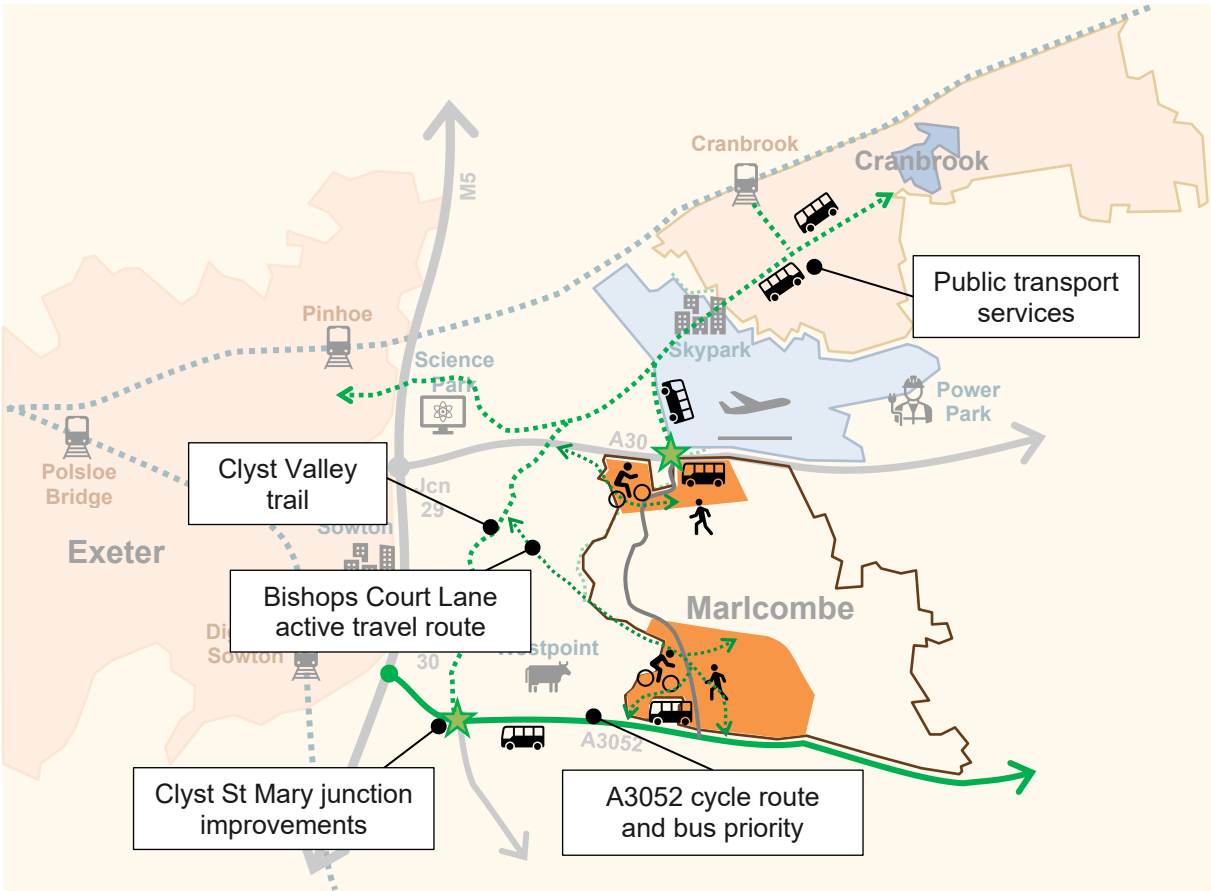 M5
Cranbrook
Cranbrook
Public transport
services
Pinhoe
Skypark
Science
Park
Power
Park
A30
Polsloe
Bridge
Clyst Valley
trail
Jcn
29
Sowton
Exeter
Bishops Court Lane
active travel route
Marlcombe
Sowton
30
A3052
Clyst St Mary junction
improvements
A3052 cycle route
and bus priority